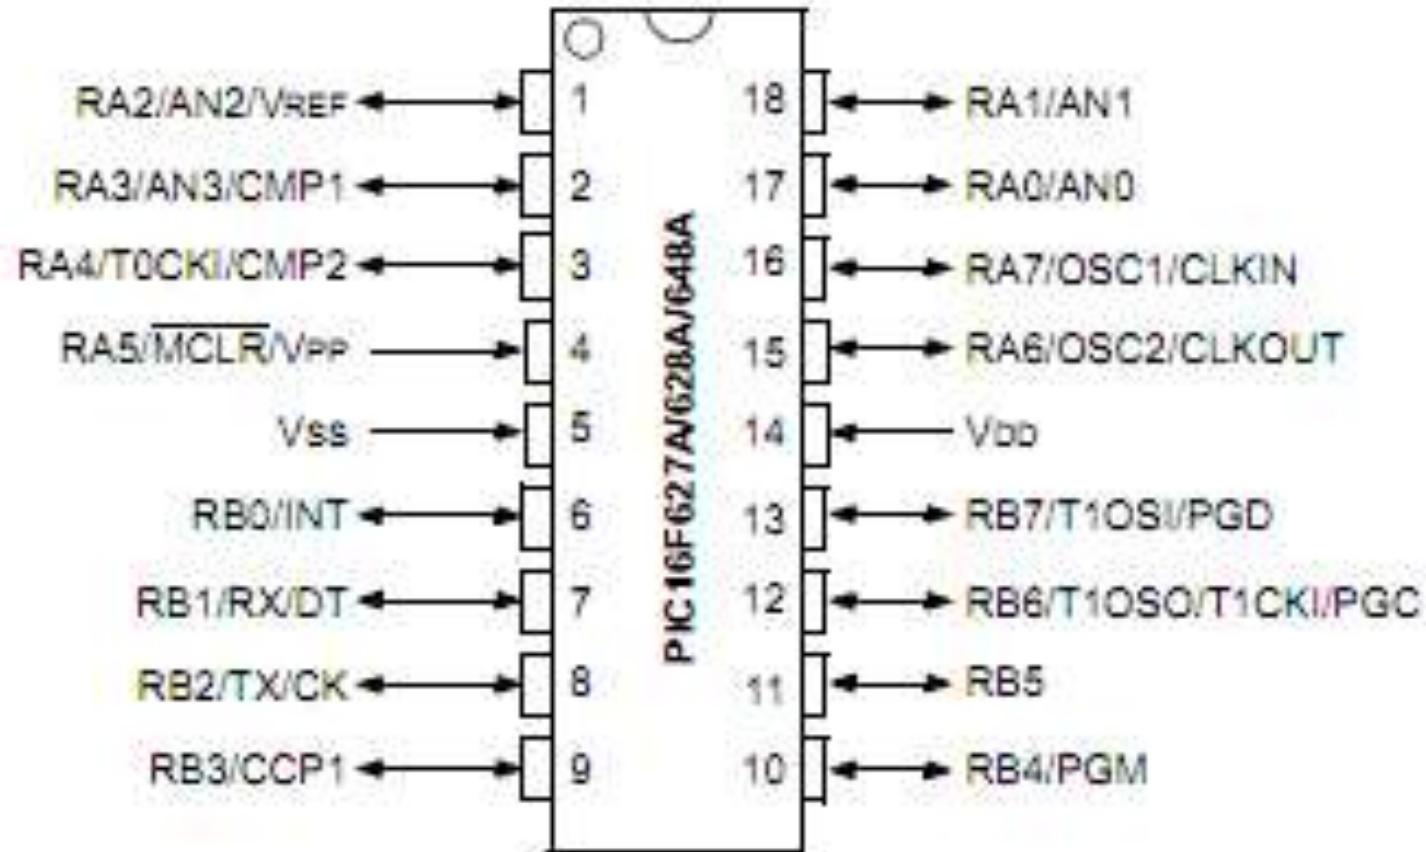 RA2/AN2/VREF 1 18 RA1/AN1
RA3/AN3/CMP1 2 17 RA0/AN0
RA4/T0CKI/CMP2 3 16 RA7/OSC1/CLKIN
RA5/MCLR/VPP 4 15 RA6/OSC2/CLKOUT
VSS 5 14 VDD
RB0/INT 6 13 RB7/T1OSI/PGD
RB1/RX/DT 7 12 RB6/T1OSO/T1CKI/PGC
RB2/TX/CK 8 11 RB5
RB3/CCP1 9 10 RB4/PGM
PIC16F627A/628A/648A